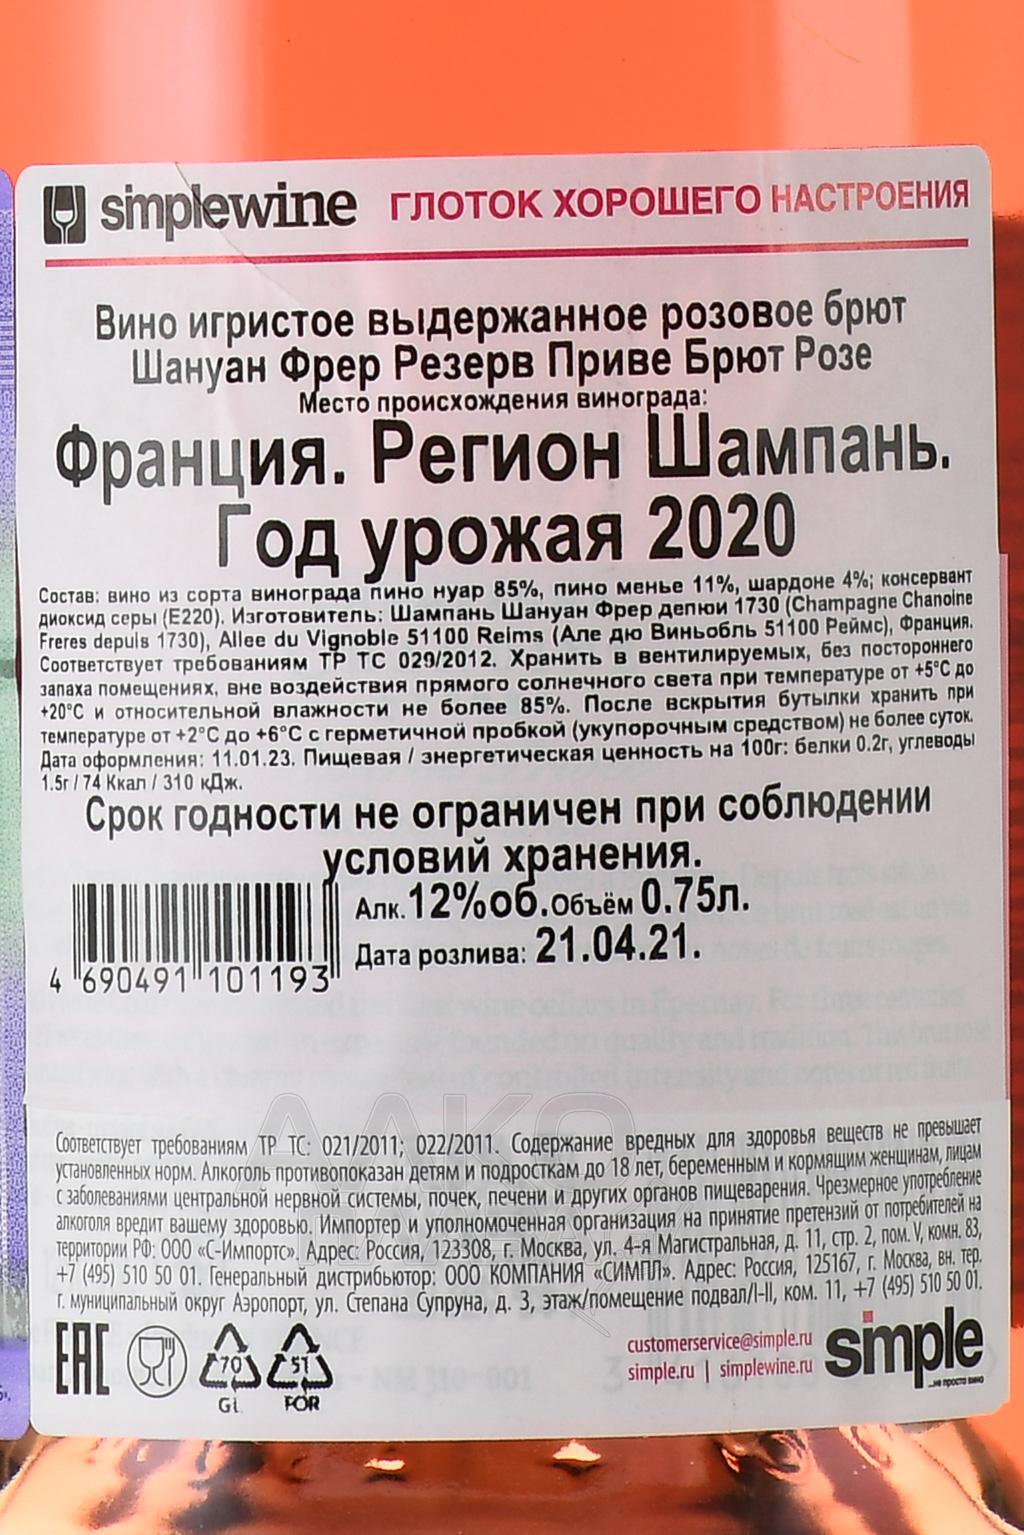 simplewine ГЛОТОК ХОРОШЕГО НАСТРОЕНИЯ
Вино игристое выдержанное розовое брют
Шануан Фрер Резерв Приве Брют Розе
Место происхождения винограда:
Франция. Регион Шампань.
Год урожая 2020
Состав: вино из сорта винограда пино нуар 85%, пино менье 11%, шардоне 4%; консервант
диоксид серы (Е220). Изготовитель: Шампань Шануан Фрер депюи 1730 (Champagne Chanoine
Freres depuis 1730), Allee du Vignoble 51100 Reims (Але дю Виньобль 51100 Реймс), Франция.
Соответствует требованиям ТР ТС 029/2012. Хранить в вентилируемых, без постороннего
запаха помещениях, вне воздействия прямого солнечного света при температуре от +5°С до
+20°С и относительной влажности не более 85%. После вскрытия бутылки хранить при
температуре от +2°С до +6°С с герметичной пробкой (укупорочным средством) не более суток.
Дата оформления: 11.01.23. Пищевая / энергетическая ценность на 100г: белки 0.2г, углеводы
1.5г / 74 Ккал / 310 кДж.
Срок годности не ограничен при соблюдении
условий хранения.
Алк. 12%об. Объём 0.75л.
Дата розлива: 21.04.21.
4 690491 101193
Соответствует требованиям ТР ТС: 021/2011; 022/2011. Содержание вредных для здоровья веществ не превышает
установленных норм. Алкоголь противопоказан детям и подросткам до 18 лет, беременным и кормящим женщинам, лицам
с заболеваниями центральной нервной системы, почек, печени и других органов пищеварения. Чрезмерное употребление
алкоголя вредит вашему здоровью. Импортер и уполномоченная организация на принятие претензий от потребителей на
территории РФ: ООО «С-Импортс». Адрес: Россия, 123308, г. Москва, ул. 4-я Магистральная, д. 11, стр. 2, пом. V, комн. 83,
+7 (495) 510 50 01. Генеральный дистрибьютор: ООО КОМПАНИЯ «СИМПЛ». Адрес: Россия, 125167, г. Москва, вн. тер.
г. муниципальный округ Аэропорт, ул. Степана Супруна, д. 3, этаж/помещение подвал/I-II, ком. 11, +7 (495) 510 50 01.
EAC 70 GL 51 FOR
customerservice@simple.ru
simple.ru | simplewine.ru
simple
...не просто вино